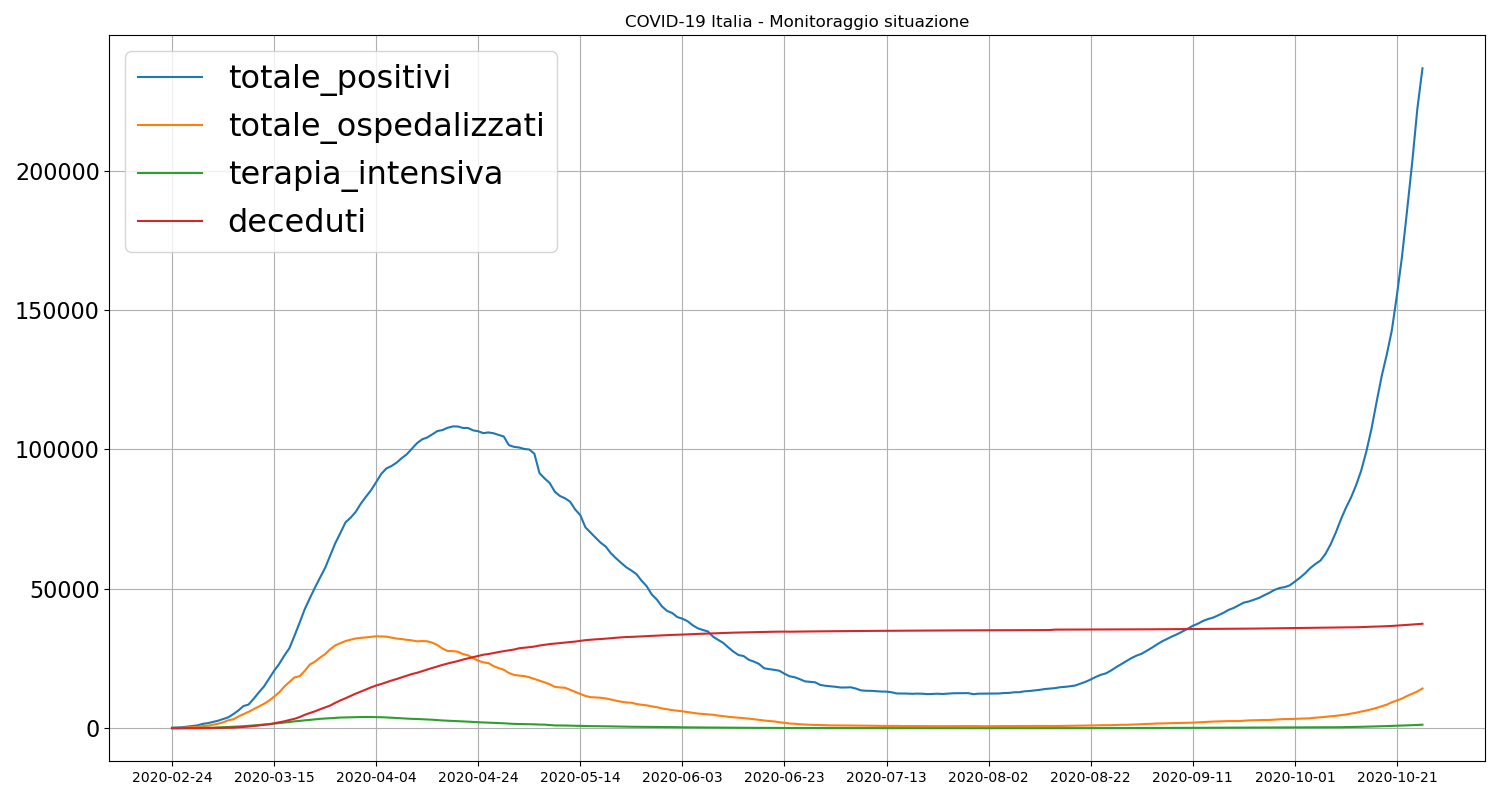 COVID-19 Italia - Monitoraggio situazione
totale_positivi
totale_ospedalizzati
terapia_intensiva
deceduti
200000
150000
100000
50000
0
2020-02-24 2020-03-15 2020-04-04 2020-04-24 2020-05-14 2020-06-03 2020-06-23 2020-07-13 2020-08-02 2020-08-22 2020-09-11 2020-10-01 2020-10-21